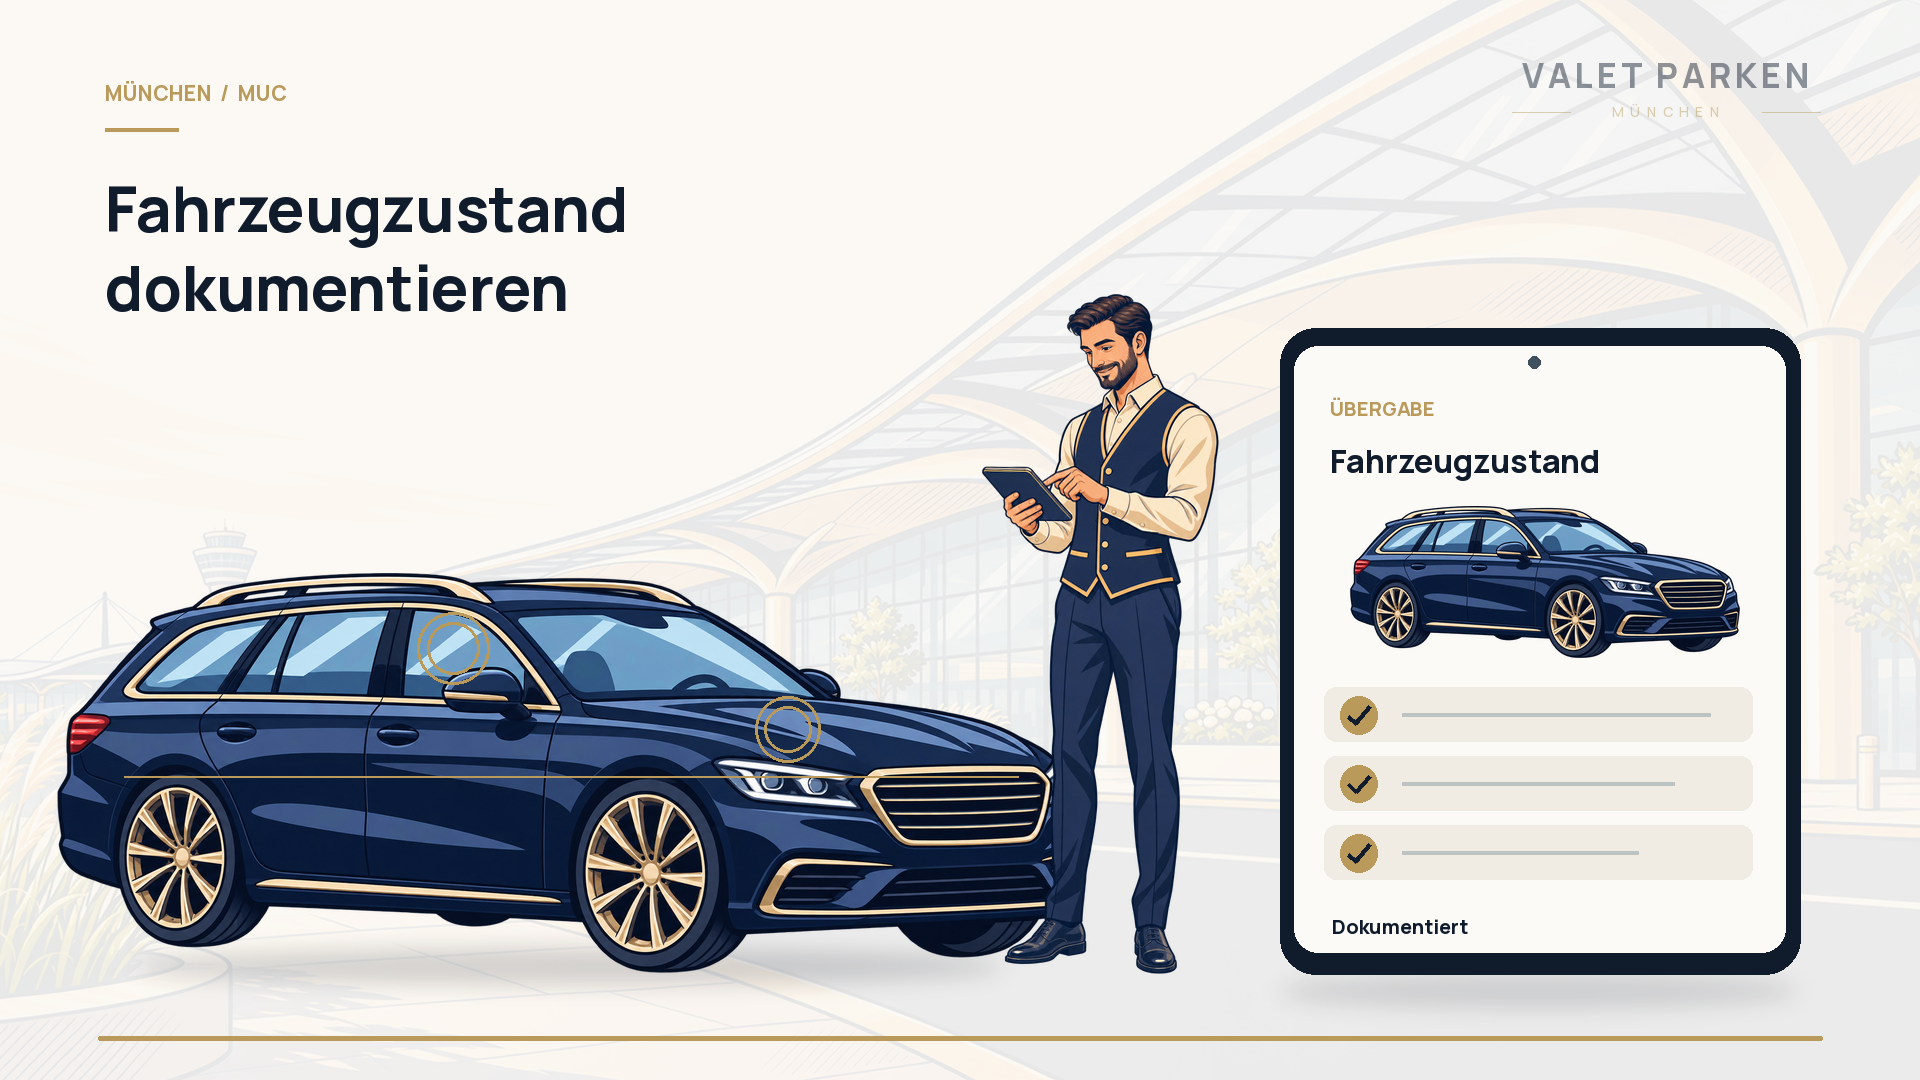 MÜNCHEN / MUC
VALET PARKEN
MÜNCHEN
Fahrzeugzustand
dokumentieren
ÜBERGABE
Fahrzeugzustand
Dokumentiert